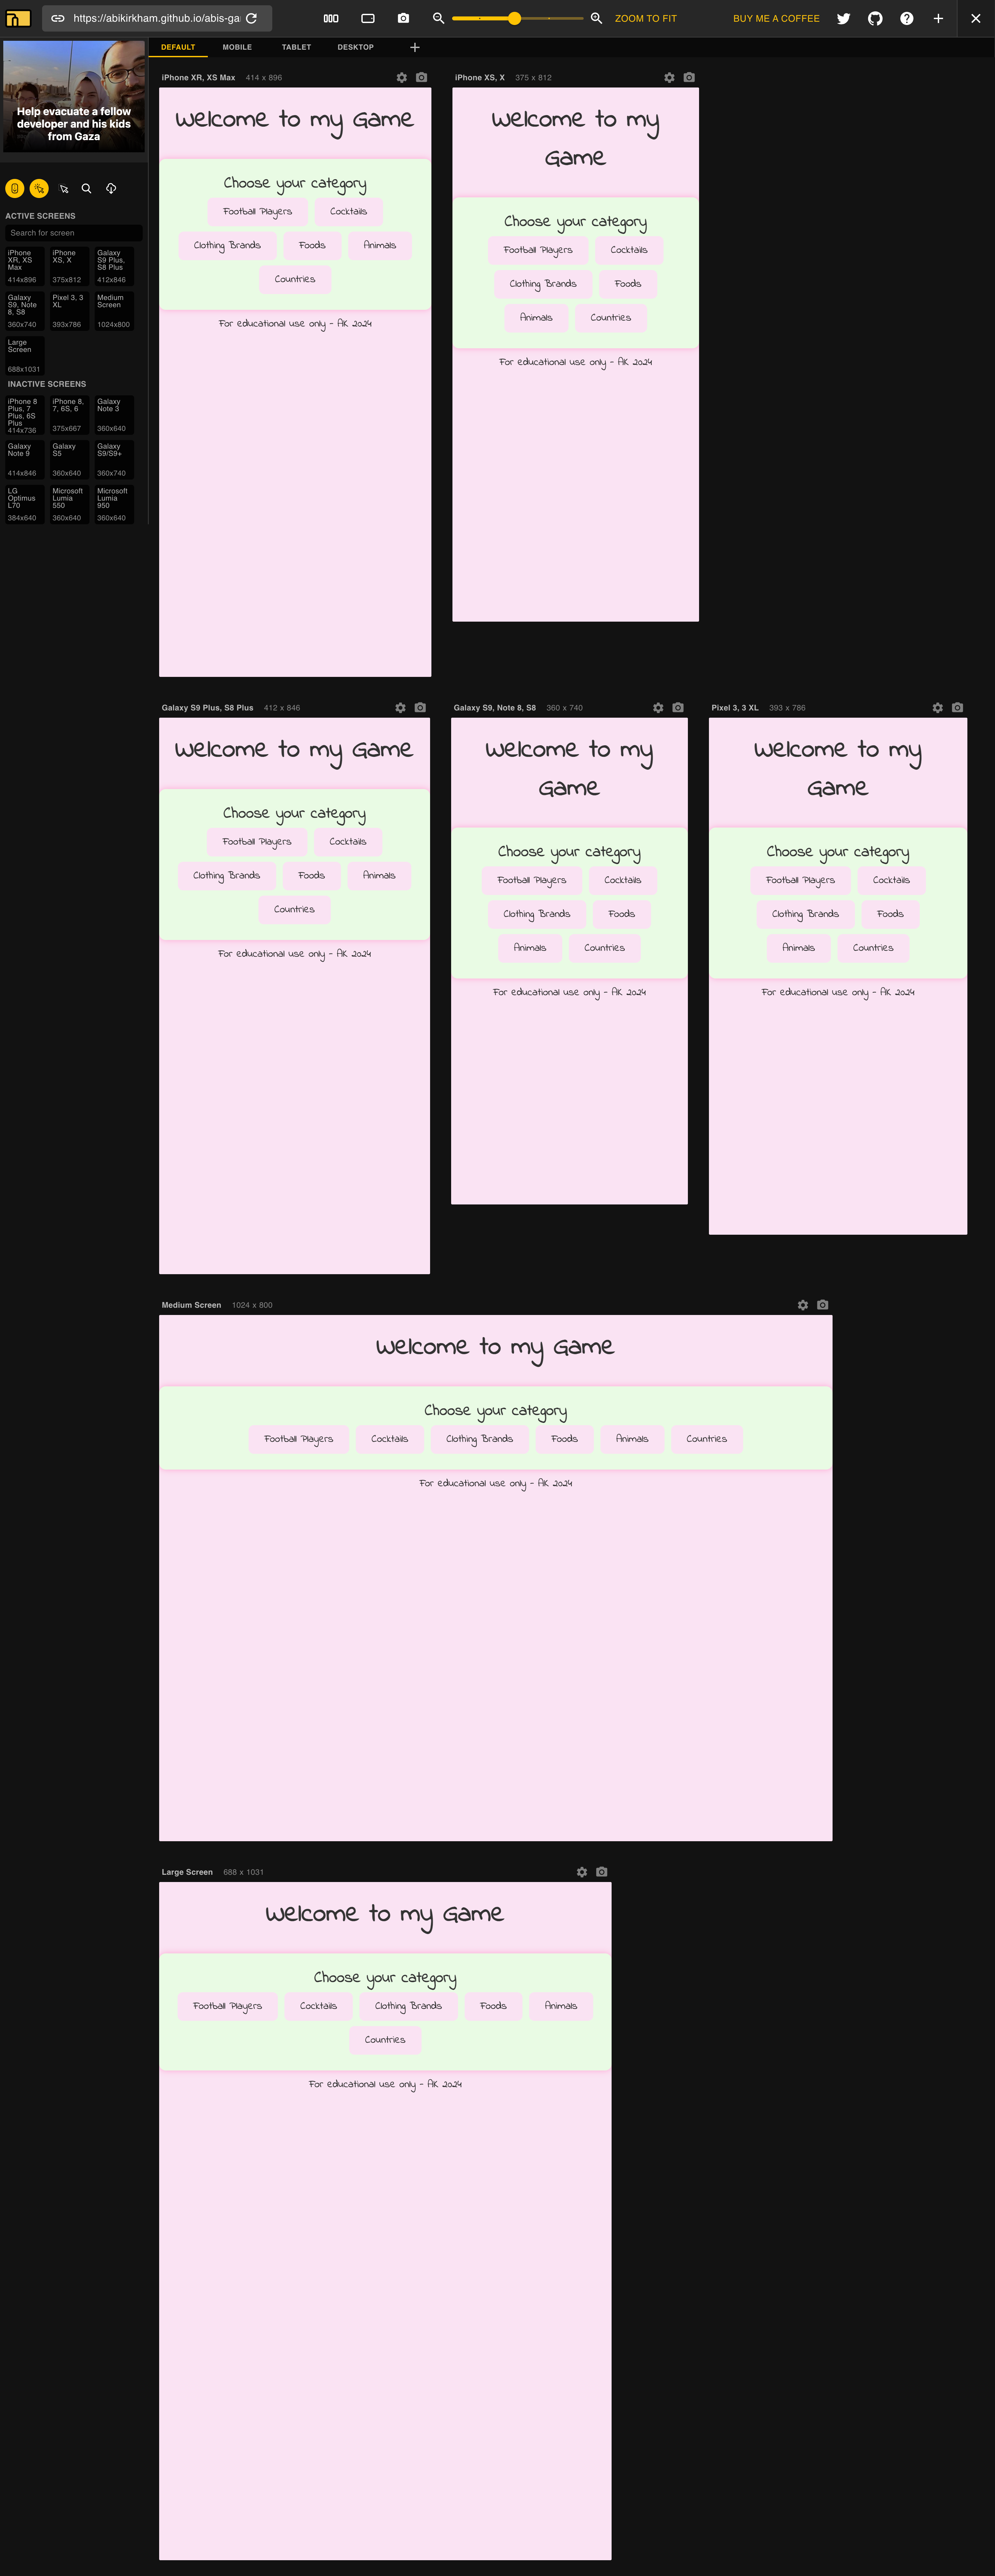 https://abikirkham.github.io/abis-ga
ZOOM TO FIT
BUY ME A COFFEE
DEFAULT
MOBILE
TABLET
DESKTOP
Help evacuate a fellow
developer and his kids
from Gaza
ACTIVE SCREENS
Search for screen
iPhone
XR, XS
Max
414x896
iPhone
XS, X
375x812
Galaxy
S9 Plus,
S8 Plus
412x846
Galaxy
S9, Note
8, S8
360x740
Pixel 3, 3
XL
393x786
Medium
Screen
1024x800
Large
Screen
688x1031
INACTIVE SCREENS
iPhone 8
Plus, 7
Plus, 6S
Plus
414x736
iPhone 8,
7, 6S, 6
375x667
Galaxy
Note 3
360x640
Galaxy
Note 9
414x846
Galaxy
S5
360x640
Galaxy
S9/S9+
360x740
LG
Optimus
L70
384x640
Microsoft
Lumia
550
360x640
Microsoft
Lumia
950
360x640
iPhone XR, XS Max 414 x 896
Welcome to my Game
Choose your category
Football Players Cocktails
Clothing Brands Foods Animals
Countries
For educational use only - AK 2024
iPhone XS, X 375 x 812
Welcome to my
Game
Choose your category
Football Players Cocktails
Clothing Brands Foods
Animals Countries
For educational use only - AK 2024
Galaxy S9 Plus, S8 Plus 412 x 846
Welcome to my Game
Choose your category
Football Players Cocktails
Clothing Brands Foods Animals
Countries
For educational use only - AK 2024
Galaxy S9, Note 8, S8 360 x 740
Welcome to my
Game
Choose your category
Football Players Cocktails
Clothing Brands Foods
Animals Countries
For educational use only - AK 2024
Pixel 3, 3 XL 393 x 786
Welcome to my
Game
Choose your category
Football Players Cocktails
Clothing Brands Foods
Animals Countries
For educational use only - AK 2024
Medium Screen 1024 x 800
Welcome to my Game
Choose your category
Football Players Cocktails Clothing Brands Foods Animals Countries
For educational use only - AK 2024
Large Screen 688 x 1031
Welcome to my Game
Choose your category
Football Players Cocktails Clothing Brands Foods Animals
Countries
For educational use only - AK 2024